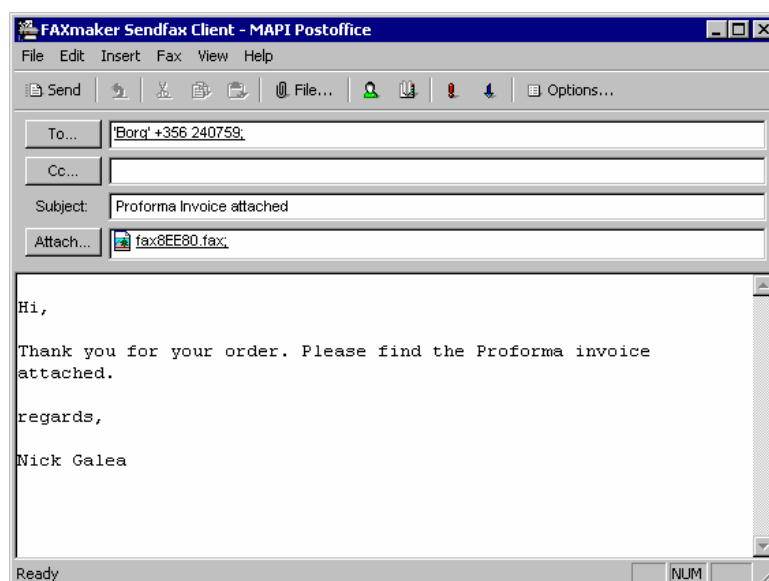 FAXmaker Sendfax Client - MAPI Postoffice
File Edit Insert Fax View Help
Send File... Options...
To... 'Borg' +356 240759;
Cc...
Subject: Proforma Invoice attached
Attach... fax8EE80.fax;
Hi,
Thank you for your order. Please find the Proforma invoice
attached.
regards,
Nick Galea
Ready NUM